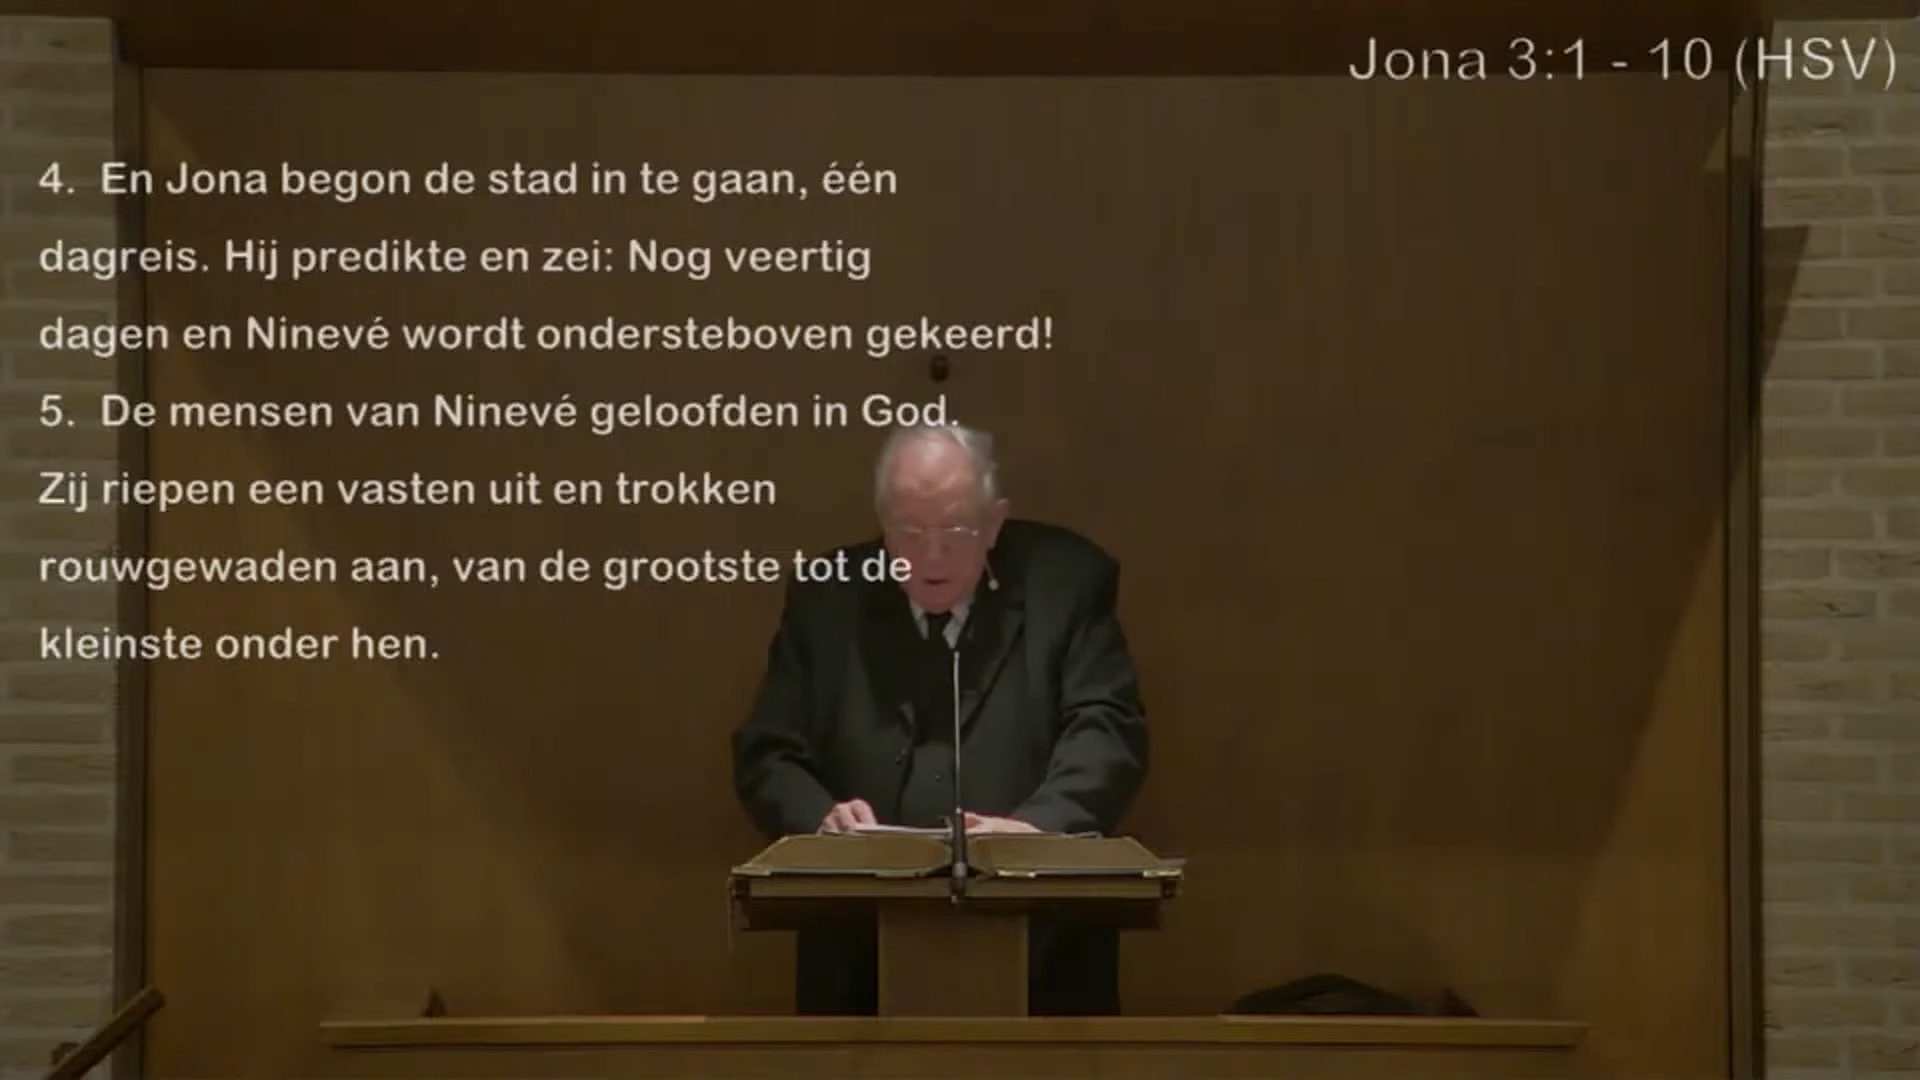 Jona 3:1 - 10 (HSV)
4. En Jona begon de stad in te gaan, één
dagreis. Hij predikte en zei: Nog veertig
dagen en Ninevé wordt ondersteboven gekeerd!
5. De mensen van Ninevé geloofden in God.
Zij riepen een vasten uit en trokken
rouwgewaden aan, van de grootste tot de
kleinste onder hen.